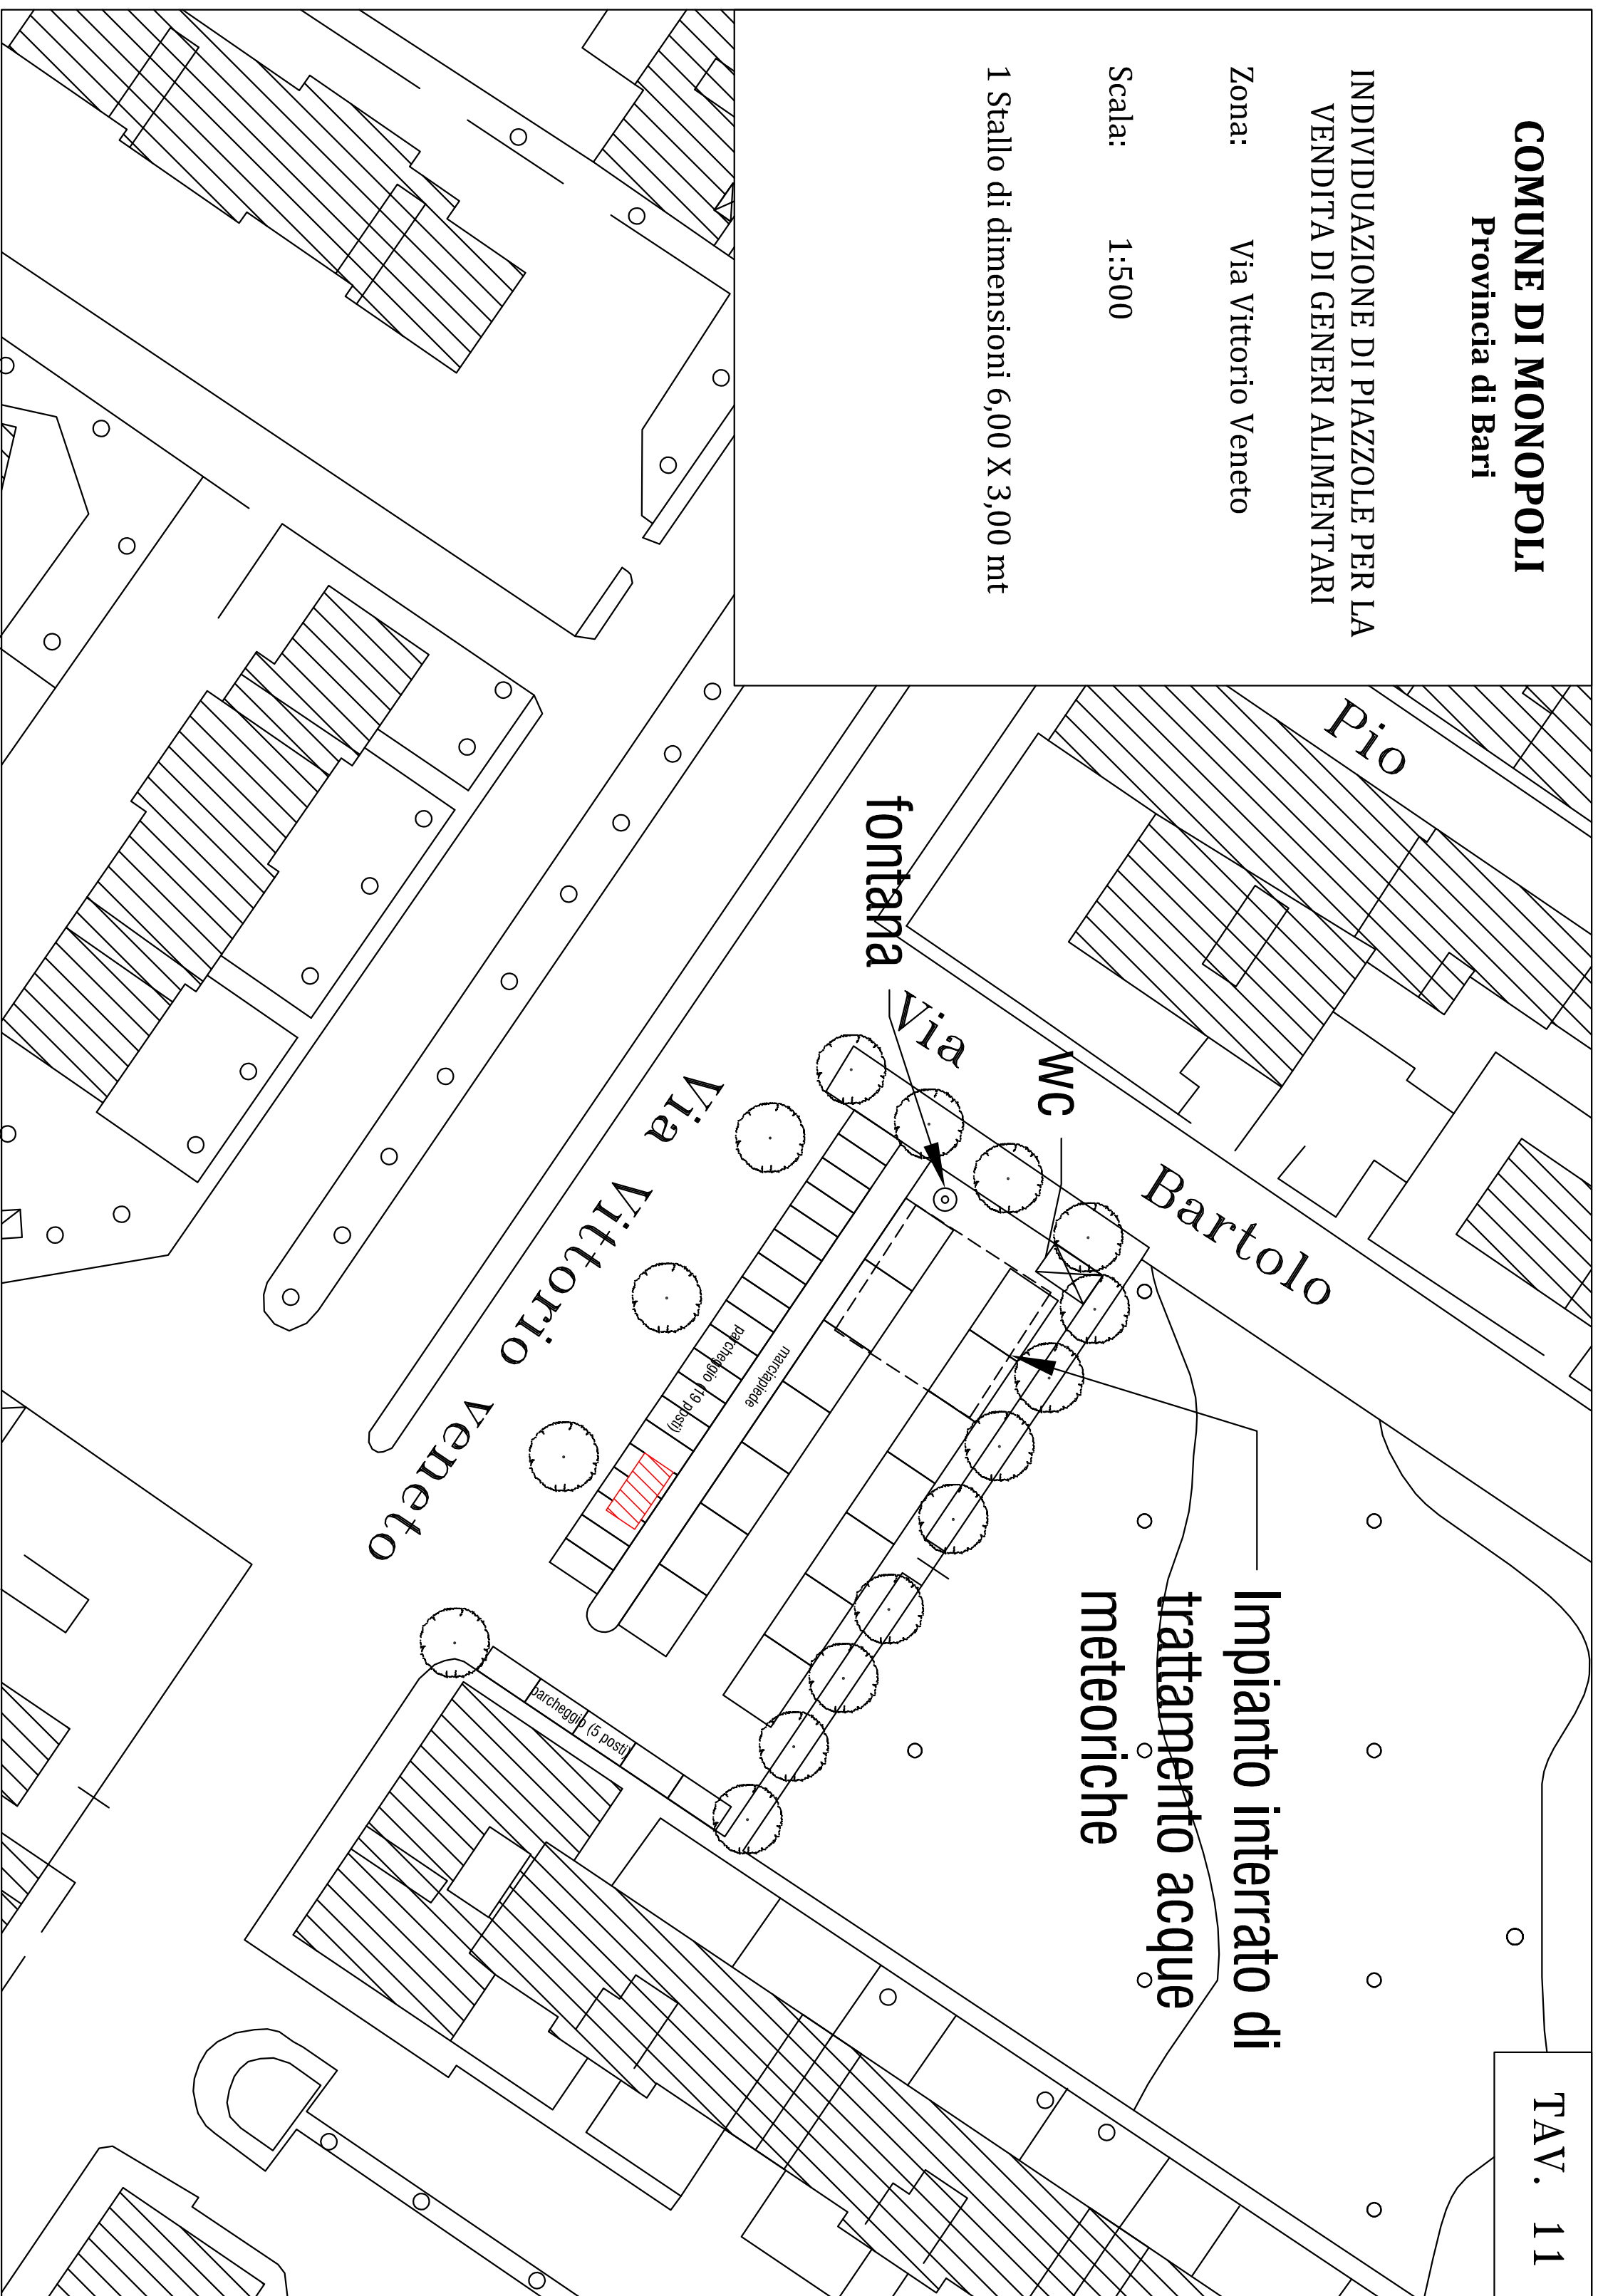 COMUNE DI MONOPOLI
Provincia di Bari
INDIVIDUAZIONE DI PIAZZOLE PER LA
VENDITA DI GENERI ALIMENTARI
Zona: Via Vittorio Veneto
Scala: 1:500
1 Stallo di dimensioni 6,00 X 3,00 mt
Pio
fontana
Via
wc
Bartolo
Via Vittorio veneto
parcheggio (19 posti)
marciapiede
Impianto interrato di
trattamento acque
meteoriche
parcheggio (5 posti)
TAV. 11